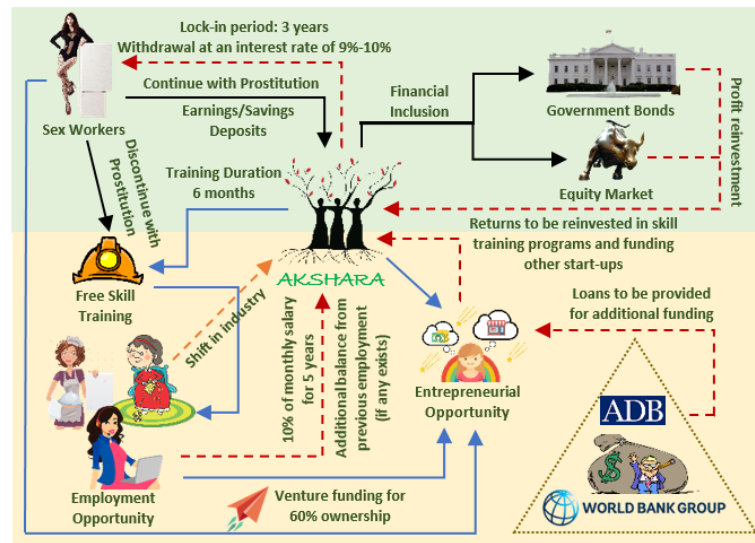 Lock-in period: 3 years
Withdrawal at an interest rate of 9%-10%
Continue with Prostitution
Earnings/Savings
Deposits
Sex Workers
Financial
Inclusion
Government Bonds
Equity Market
Profit reinvestment
Discontinue with
Prostitution
Training Duration
6 months
Returns to be reinvested in skill
training programs and funding
other start-ups
AKSHARA
Free Skill
Training
Shift in industry
10% of monthly salary
for 5 years
Additional balance from
previous employment
(if any exists)
Entrepreneurial
Opportunity
Loans to be provided
for additional funding
ADB
$
WORLD BANK GROUP
Employment
Opportunity
Venture funding for
60% ownership